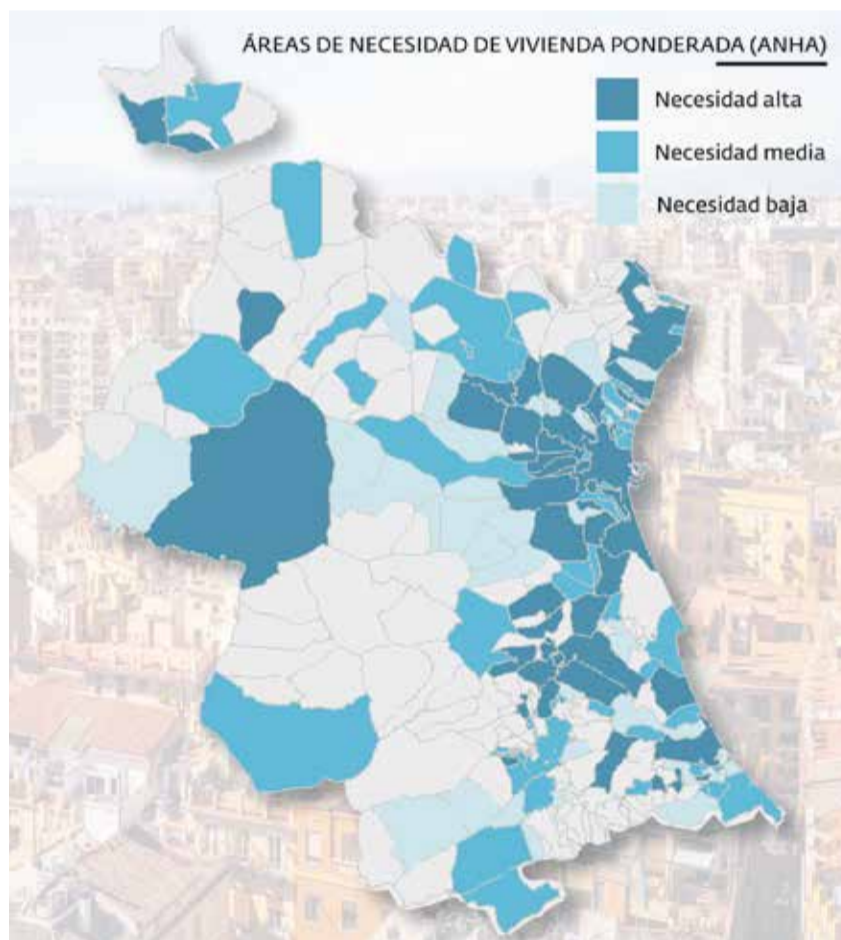 ÁREAS DE NECESIDAD DE VIVIENDA PONDERADA (ANHA)
Necesidad alta
Necesidad media
Necesidad baja